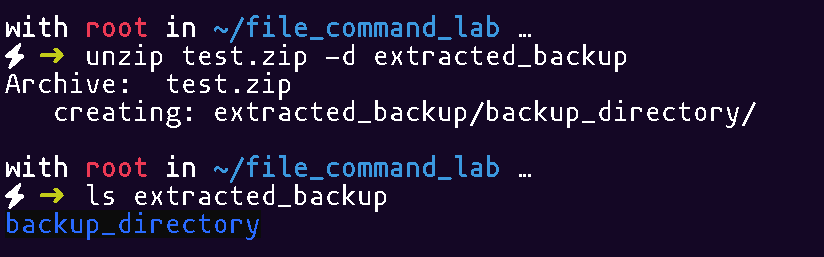 with root in ~/file_command_lab …
⚡ ➜ unzip test.zip -d extracted_backup
Archive:  test.zip
   creating: extracted_backup/backup_directory/
with root in ~/file_command_lab …
⚡ ➜ ls extracted_backup
backup_directory